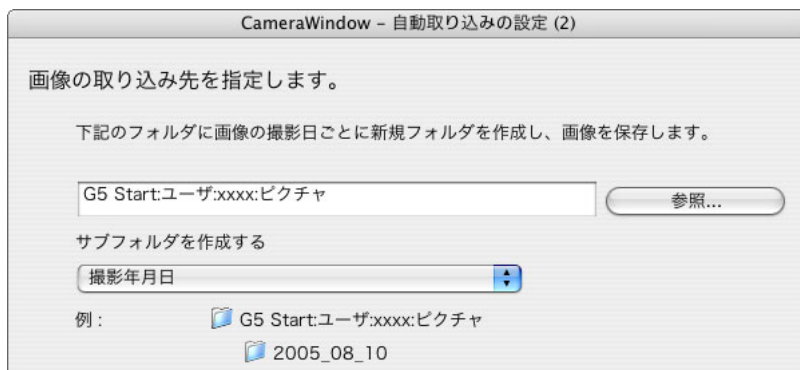 CameraWindow – 自動取り込みの設定 (2)
画像の取り込み先を指定します。
下記のフォルダに画像の撮影日ごとに新規フォルダを作成し、画像を保存します。
G5 Start:ユーザ:xxxx:ピクチャ
参照...
サブフォルダを作成する
撮影年月日
例： G5 Start:ユーザ:xxxx:ピクチャ
2005_08_10